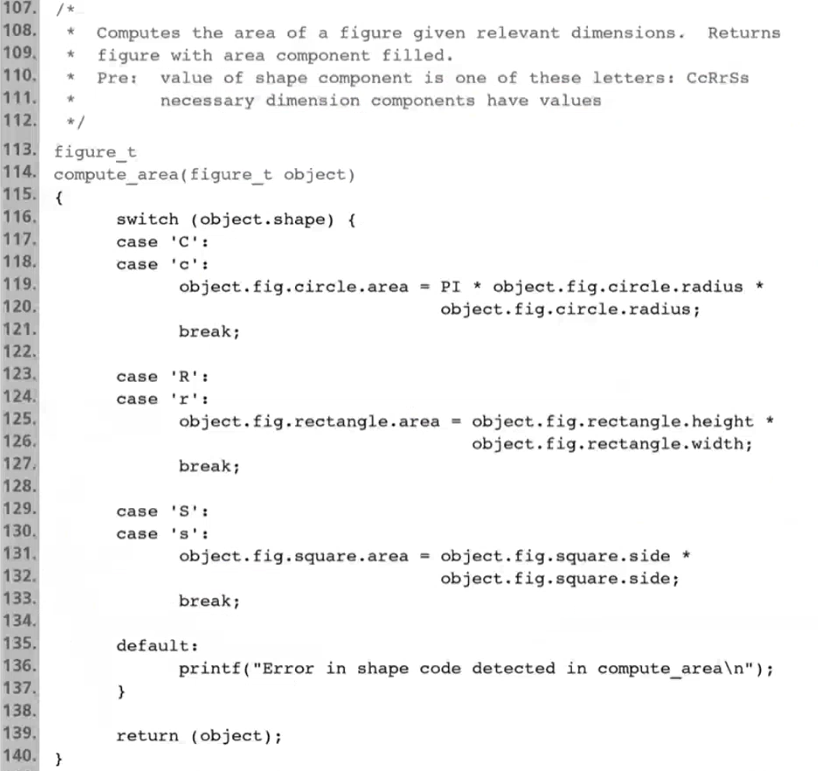 107. /*
108.  *  Computes the area of a figure given relevant dimensions.  Returns
109.  *  figure with area component filled.
110.  *  Pre:  value of shape component is one of these letters: CcRrSs
111.  *        necessary dimension components have values
112.  */
113. figure_t
114. compute_area(figure_t object)
115. {
116.       switch (object.shape) {
117.       case 'C':
118.       case 'c':
119.             object.fig.circle.area = PI * object.fig.circle.radius *
120.                                      object.fig.circle.radius;
121.             break;
122.
123.       case 'R':
124.       case 'r':
125.             object.fig.rectangle.area = object.fig.rectangle.height *
126.                                         object.fig.rectangle.width;
127.             break;
128.
129.       case 'S':
130.       case 's':
131.             object.fig.square.area = object.fig.square.side *
132.                                      object.fig.square.side;
133.             break;
134.
135.       default:
136.             printf("Error in shape code detected in compute_area\n");
137.       }
138.
139.       return (object);
140. }